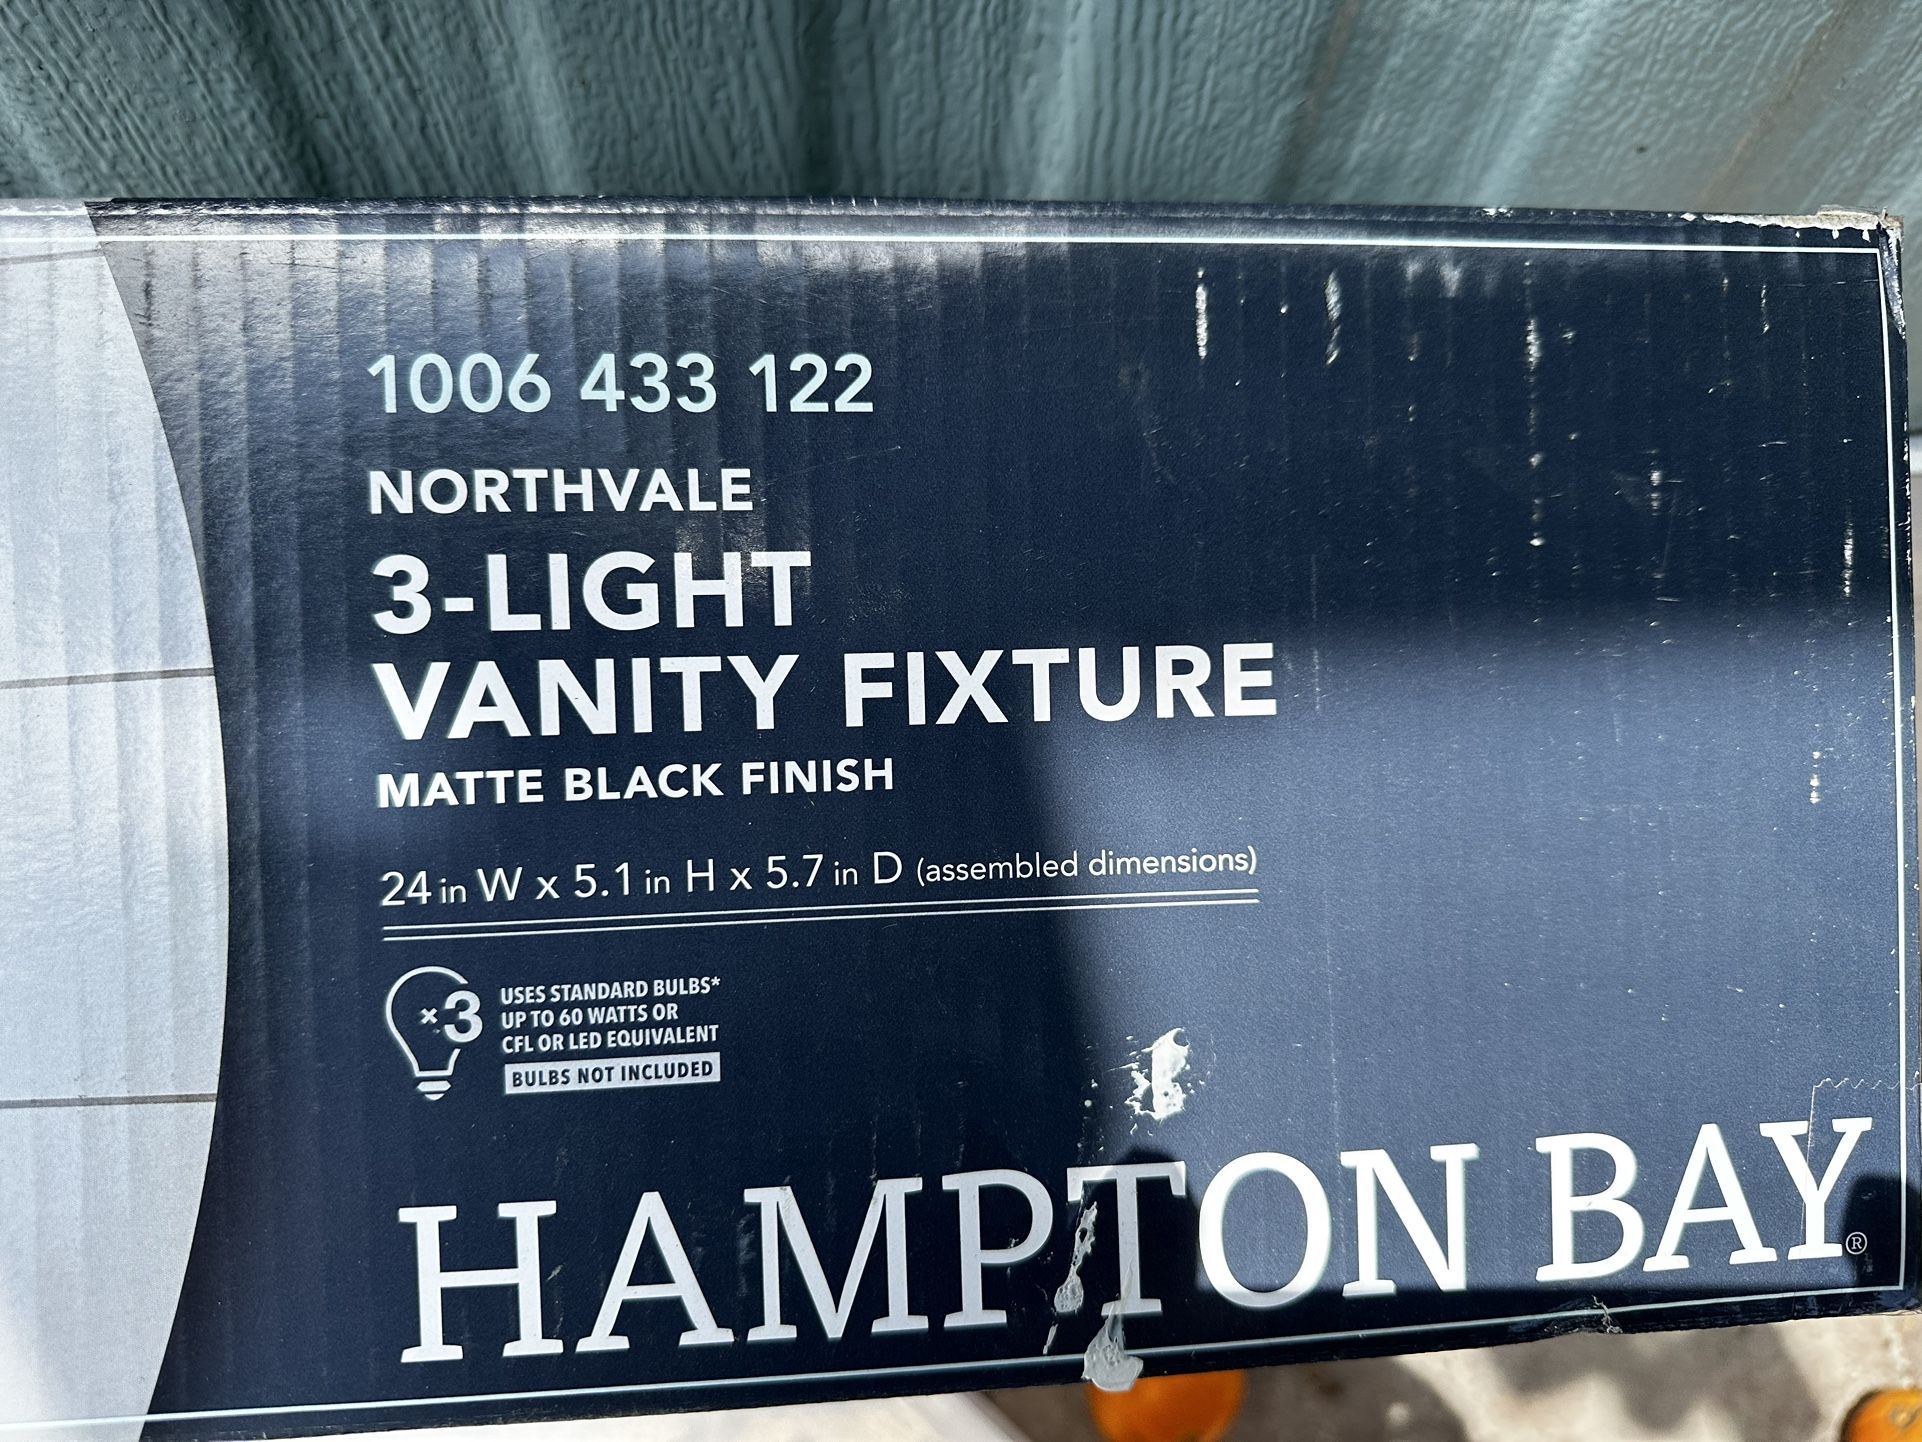 1006 433 122
NORTHVALE
3-LIGHT
VANITY FIXTURE
MATTE BLACK FINISH
24 in W x 5.1 in H x 5.7 in D (assembled dimensions)
×3
USES STANDARD BULBS*
UP TO 60 WATTS OR
CFL OR LED EQUIVALENT
BULBS NOT INCLUDED
HAMPTON BAY®